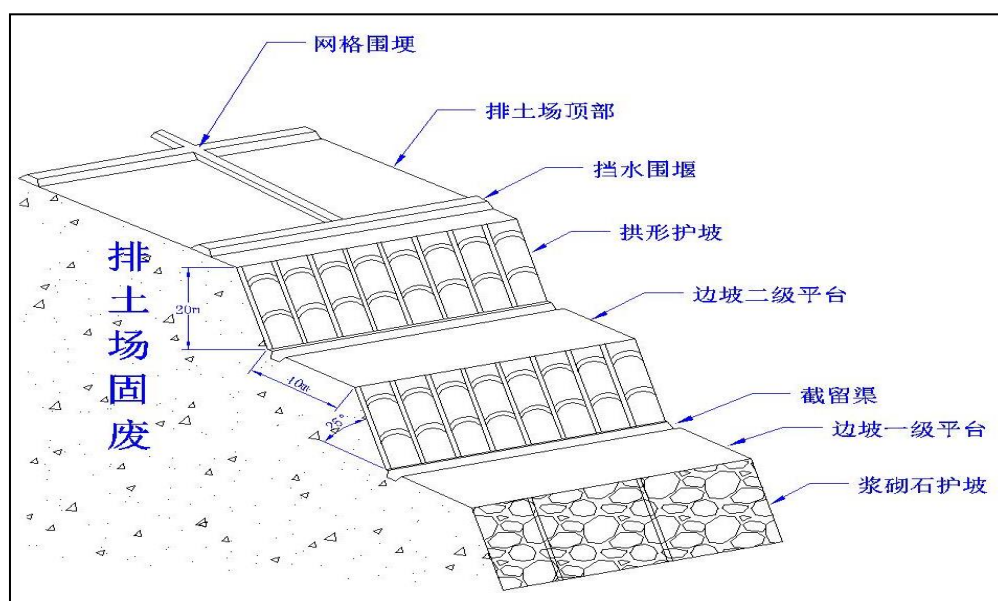 网格围埂
排土场顶部
挡水围堰
拱形护坡
排土场固废
20m
边坡二级平台
10m
26°
截留渠
边坡一级平台
浆砌石护坡